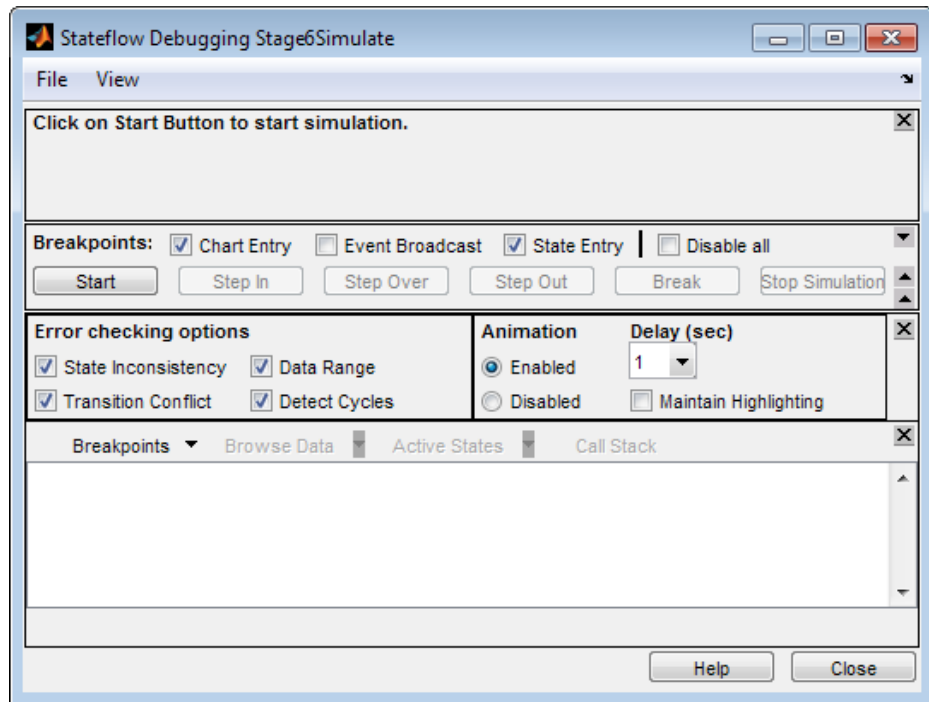 Stateflow Debugging Stage6Simulate
File View
Click on Start Button to start simulation.
Breakpoints: Chart Entry Event Broadcast State Entry Disable all
Start Step In Step Over Step Out Break Stop Simulation
Error checking options Animation Delay (sec)
State Inconsistency Data Range Enabled 1
Transition Conflict Detect Cycles Disabled Maintain Highlighting
Breakpoints Browse Data Active States Call Stack
Help Close